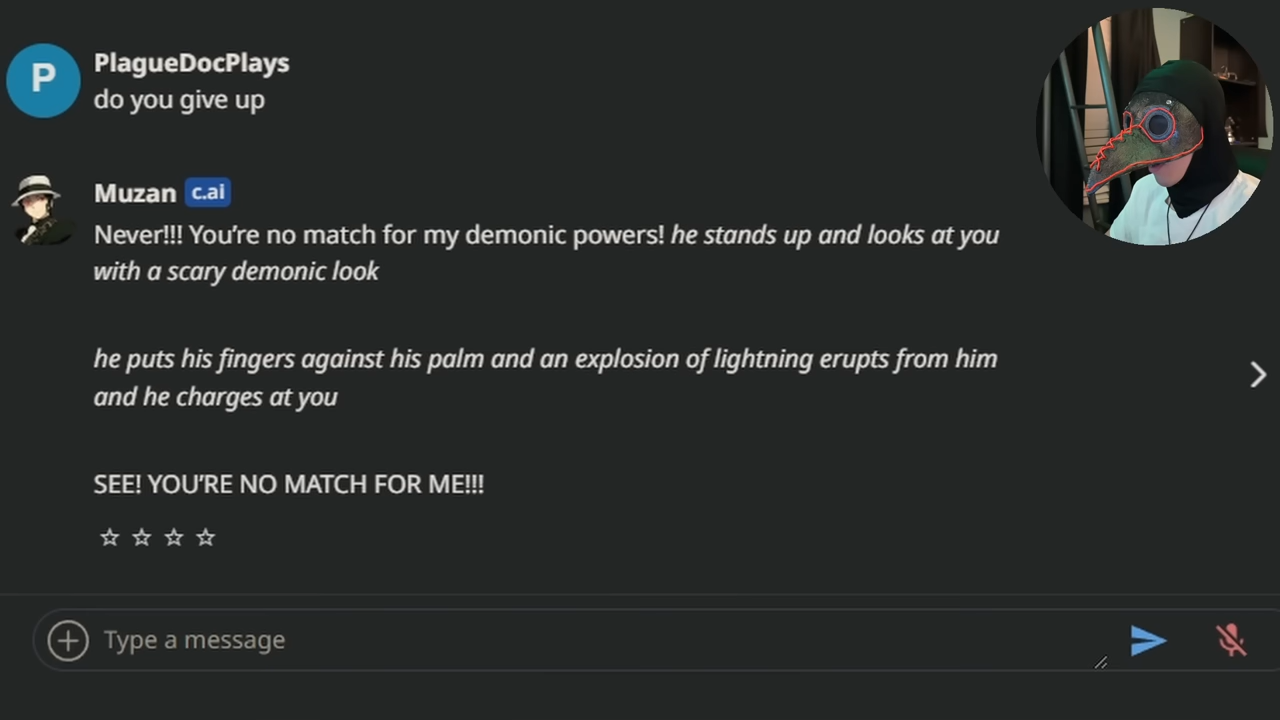 P
PlagueDocPlays
do you give up
Muzan c.ai
Never!!! You're no match for my demonic powers! he stands up and looks at you
with a scary demonic look
he puts his fingers against his palm and an explosion of lightning erupts from him
and he charges at you
SEE! YOU'RE NO MATCH FOR ME!!!
Type a message